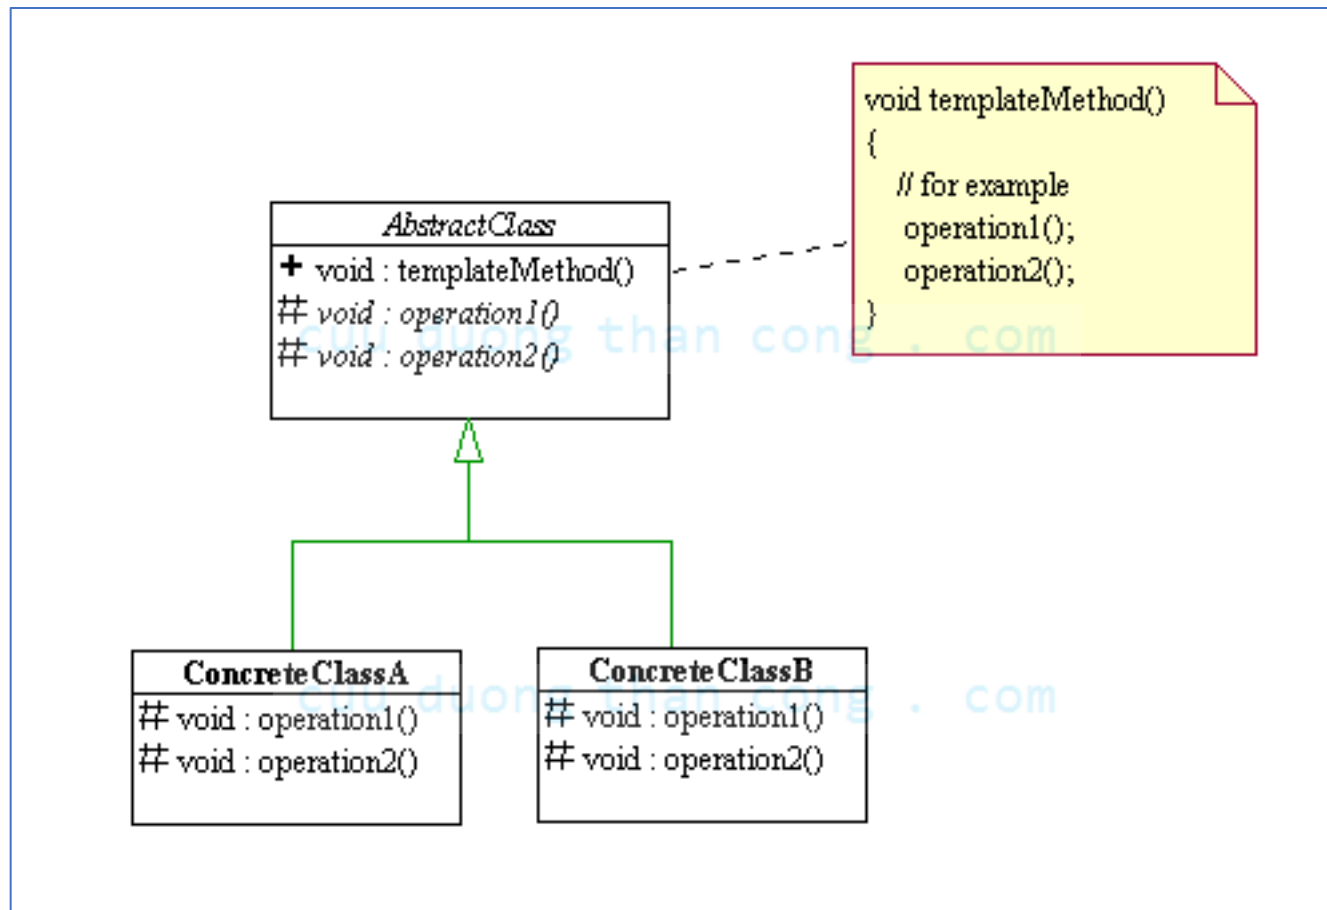 void templateMethod()
{
// for example
operation1();
operation2();
}
AbstractClass
+ void : templateMethod()
# void : operation1()
# void : operation2()
cuu duong than cong . com
ConcreteClassA
# void : operation1()
# void : operation2()
ConcreteClassB
# void : operation1()
# void : operation2()
cuu duong than cong . com